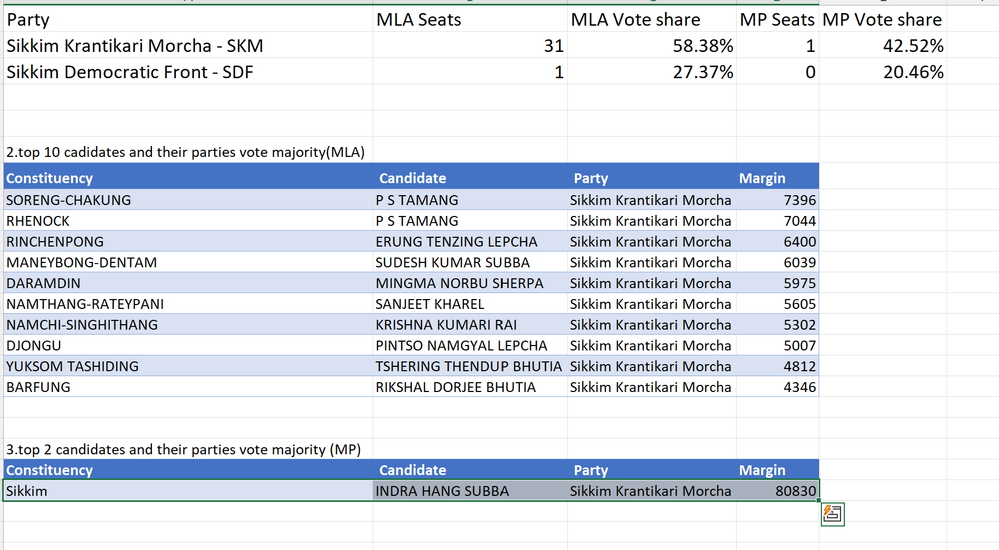 Party MLA Seats MLA Vote share MP Seats MP Vote share
Sikkim Krantikari Morcha - SKM 31 58.38% 1 42.52%
Sikkim Democratic Front - SDF 1 27.37% 0 20.46%
2.top 10 cadidates and their parties vote majority(MLA)
Constituency Candidate Party Margin
SORENG-CHAKUNG P S TAMANG Sikkim Krantikari Morcha 7396
RHENOCK P S TAMANG Sikkim Krantikari Morcha 7044
RINCHENPONG ERUNG TENZING LEPCHA Sikkim Krantikari Morcha 6400
MANEYBONG-DENTAM SUDESH KUMAR SUBBA Sikkim Krantikari Morcha 6039
DARAMDIN MINGMA NORBU SHERPA Sikkim Krantikari Morcha 5975
NAMTHANG-RATEYPANI SANJEET KHAREL Sikkim Krantikari Morcha 5605
NAMCHI-SINGHITHANG KRISHNA KUMARI RAI Sikkim Krantikari Morcha 5302
DJONGU PINTSO NAMGYAL LEPCHA Sikkim Krantikari Morcha 5007
YUKSOM TASHIDING TSHERING THENDUP BHUTIA Sikkim Krantikari Morcha 4812
BARFUNG RIKSHAL DORJEE BHUTIA Sikkim Krantikari Morcha 4346
3.top 2 candidates and their parties vote majority (MP)
Constituency Candidate Party Margin
Sikkim INDRA HANG SUBBA Sikkim Krantikari Morcha 80830